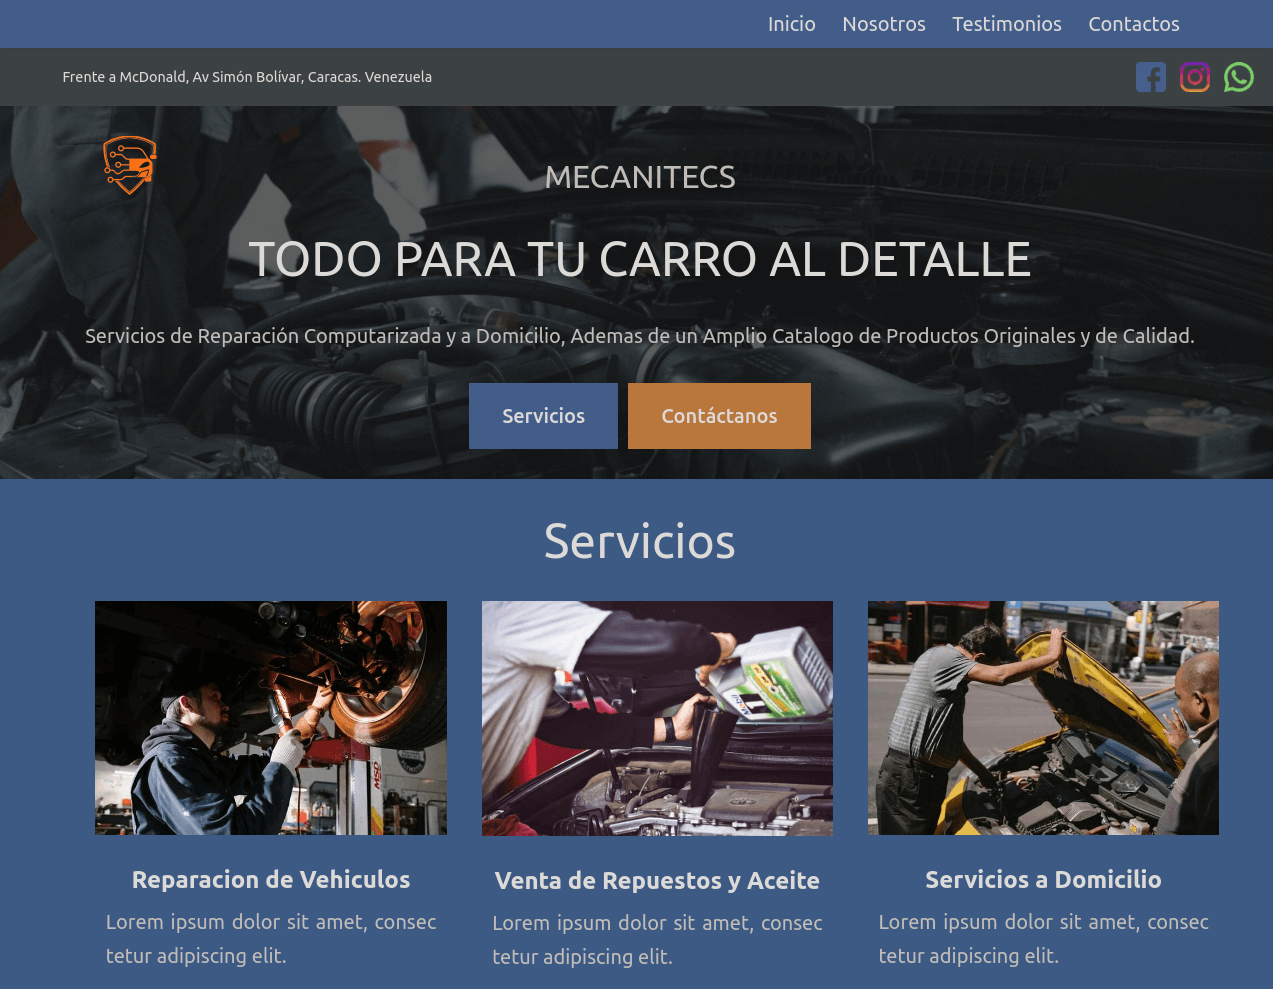 Inicio Nosotros Testimonios Contactos
Frente a McDonald, Av Simón Bolívar, Caracas. Venezuela
MECANITECS
TODO PARA TU CARRO AL DETALLE
Servicios de Reparación Computarizada y a Domicilio, Ademas de un Amplio Catalogo de Productos Originales y de Calidad.
Servicios Contáctanos
Servicios
MSD
Mobil
Reparacion de Vehiculos
Lorem ipsum dolor sit amet, consec
tetur adipiscing elit.
Venta de Repuestos y Aceite
Lorem ipsum dolor sit amet, consec
tetur adipiscing elit.
Servicios a Domicilio
Lorem ipsum dolor sit amet, consec
tetur adipiscing elit.